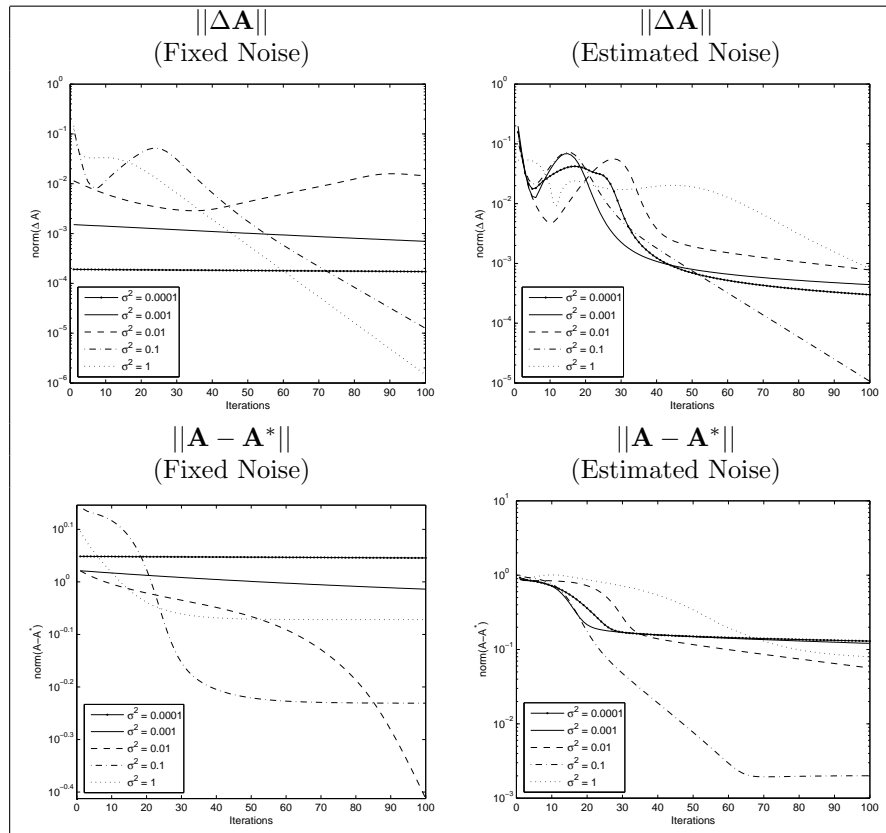 ||ΔA||
(Fixed Noise)
||ΔA||
(Estimated Noise)
10^0
10^-1
10^-2
10^-3
10^-4
10^-5
10^-6
norm(Δ A)
σ^2 = 0.0001
σ^2 = 0.001
σ^2 = 0.01
σ^2 = 0.1
σ^2 = 1
0 10 20 30 40 50 60 70 80 90 100
Iterations
10^0
10^-1
10^-2
10^-3
10^-4
10^-5
norm(Δ A)
σ^2 = 0.0001
σ^2 = 0.001
σ^2 = 0.01
σ^2 = 0.1
σ^2 = 1
0 10 20 30 40 50 60 70 80 90 100
Iterations
||A − A*||
(Fixed Noise)
||A − A*||
(Estimated Noise)
10^0.1
10^0
10^-0.1
10^-0.2
10^-0.3
10^-0.4
norm(A−A*)
σ^2 = 0.0001
σ^2 = 0.001
σ^2 = 0.01
σ^2 = 0.1
σ^2 = 1
0 10 20 30 40 50 60 70 80 90 100
Iterations
10^1
10^0
10^-1
10^-2
10^-3
norm(A−A*)
σ^2 = 0.0001
σ^2 = 0.001
σ^2 = 0.01
σ^2 = 0.1
σ^2 = 1
0 10 20 30 40 50 60 70 80 90 100
Iterations